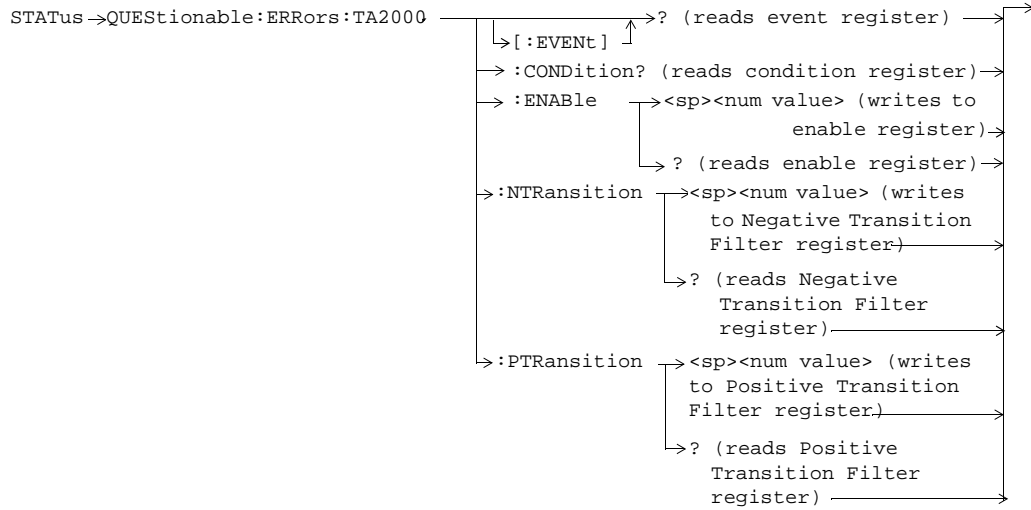 STATus QUEStionable:ERRors:TA2000 ? (reads event register)
[:EVENt]
:CONDition? (reads condition register)
:ENABle <sp><num value> (writes to
enable register)
? (reads enable register)
:NTRansition <sp><num value> (writes
to Negative Transition
Filter register)
? (reads Negative
Transition Filter
register)
:PTRansition <sp><num value> (writes
to Positive Transition
Filter register)
? (reads Positive
Transition Filter
register)